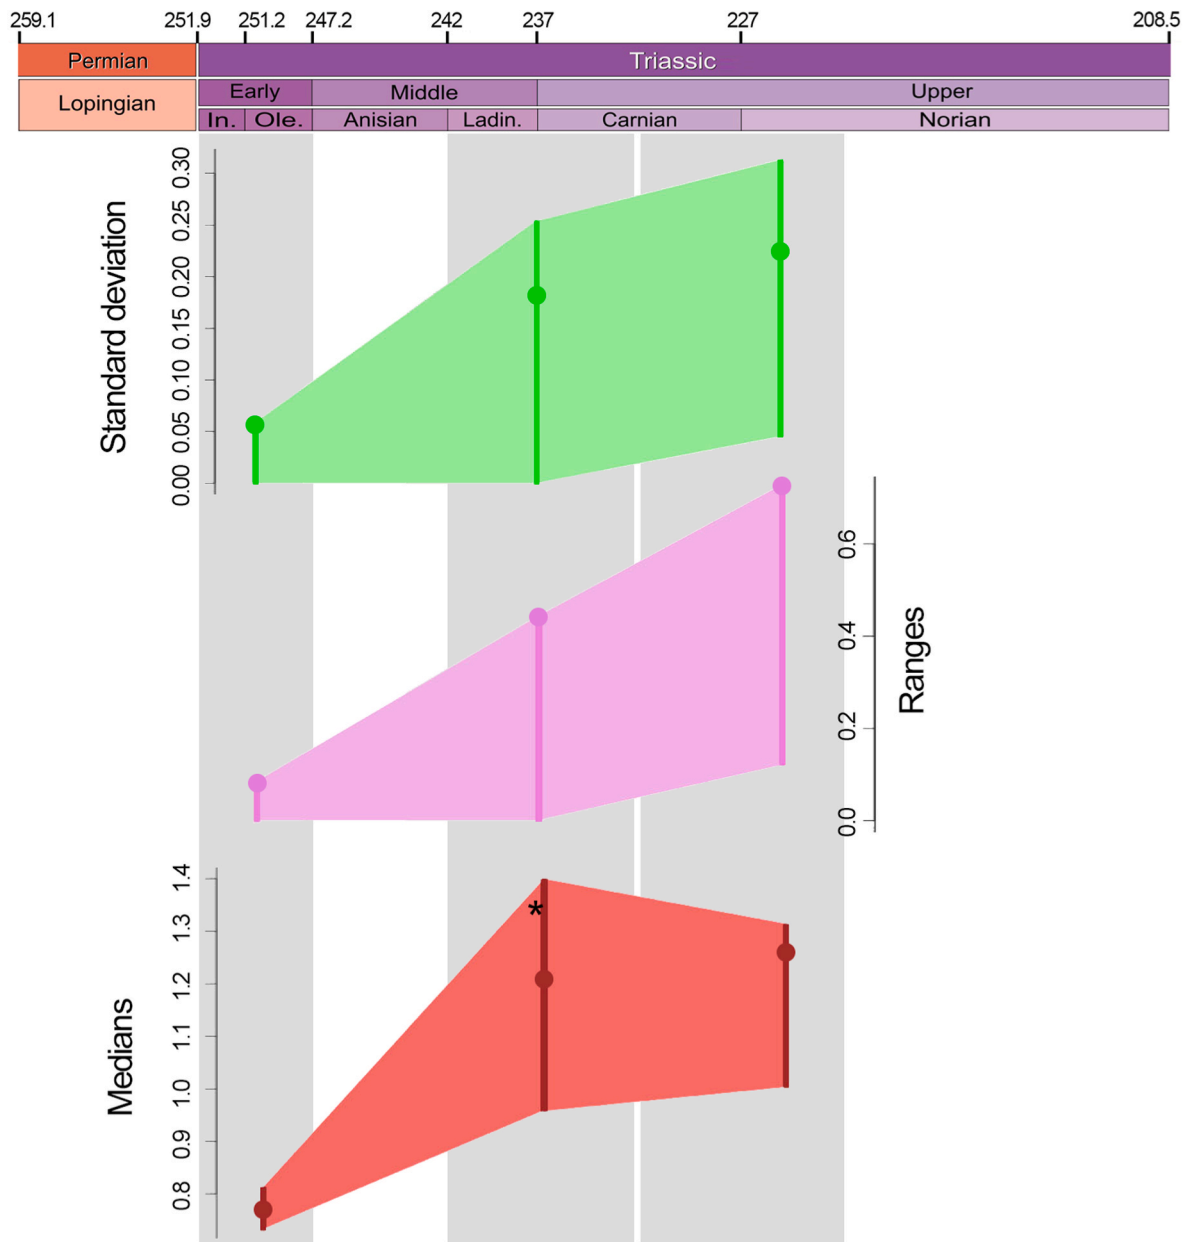 259.1 251.9 251.2 247.2 242 237 227 208.5
Permian Triassic
Lopingian Early Middle Upper
In. Ole. Anisian Ladin. Carnian Norian
Standard deviation
0.00 0.05 0.10 0.15 0.20 0.25 0.30
Ranges
0.0 0.2 0.4 0.6
Medians
0.8 0.9 1.0 1.1 1.2 1.3 1.4
*